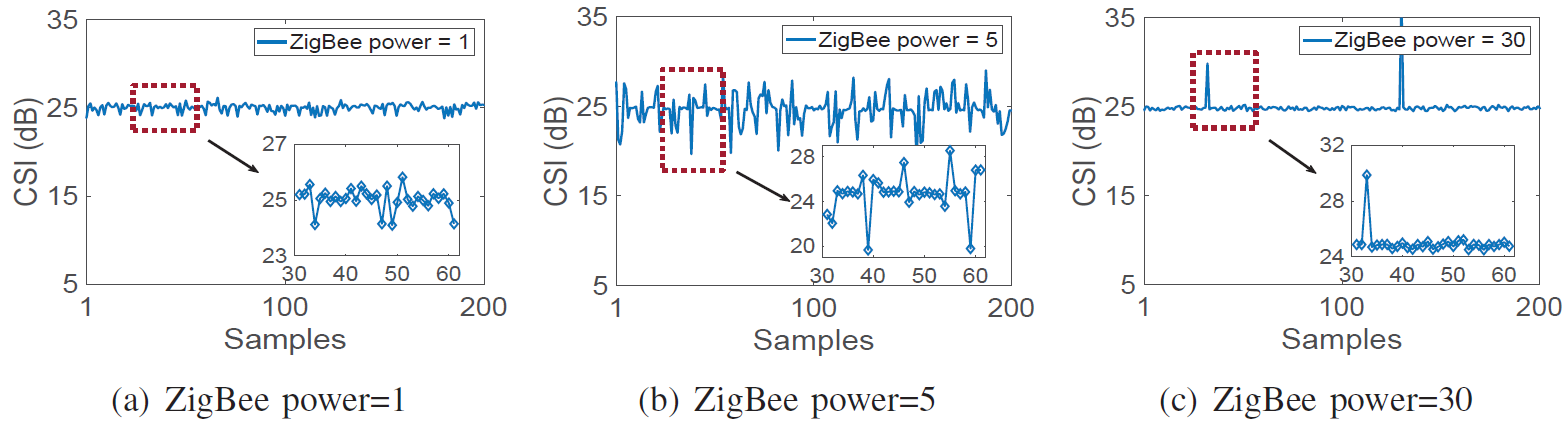 35
25
15
5
CSI (dB)
ZigBee power = 1
27
25
23
30 40 50 60
1 100 200
Samples
(a) ZigBee power=1
35
25
15
5
CSI (dB)
ZigBee power = 5
28
24
20
30 40 50 60
1 100 200
Samples
(b) ZigBee power=5
35
25
15
5
CSI (dB)
ZigBee power = 30
32
28
24
30 40 50 60
1 100 200
Samples
(c) ZigBee power=30